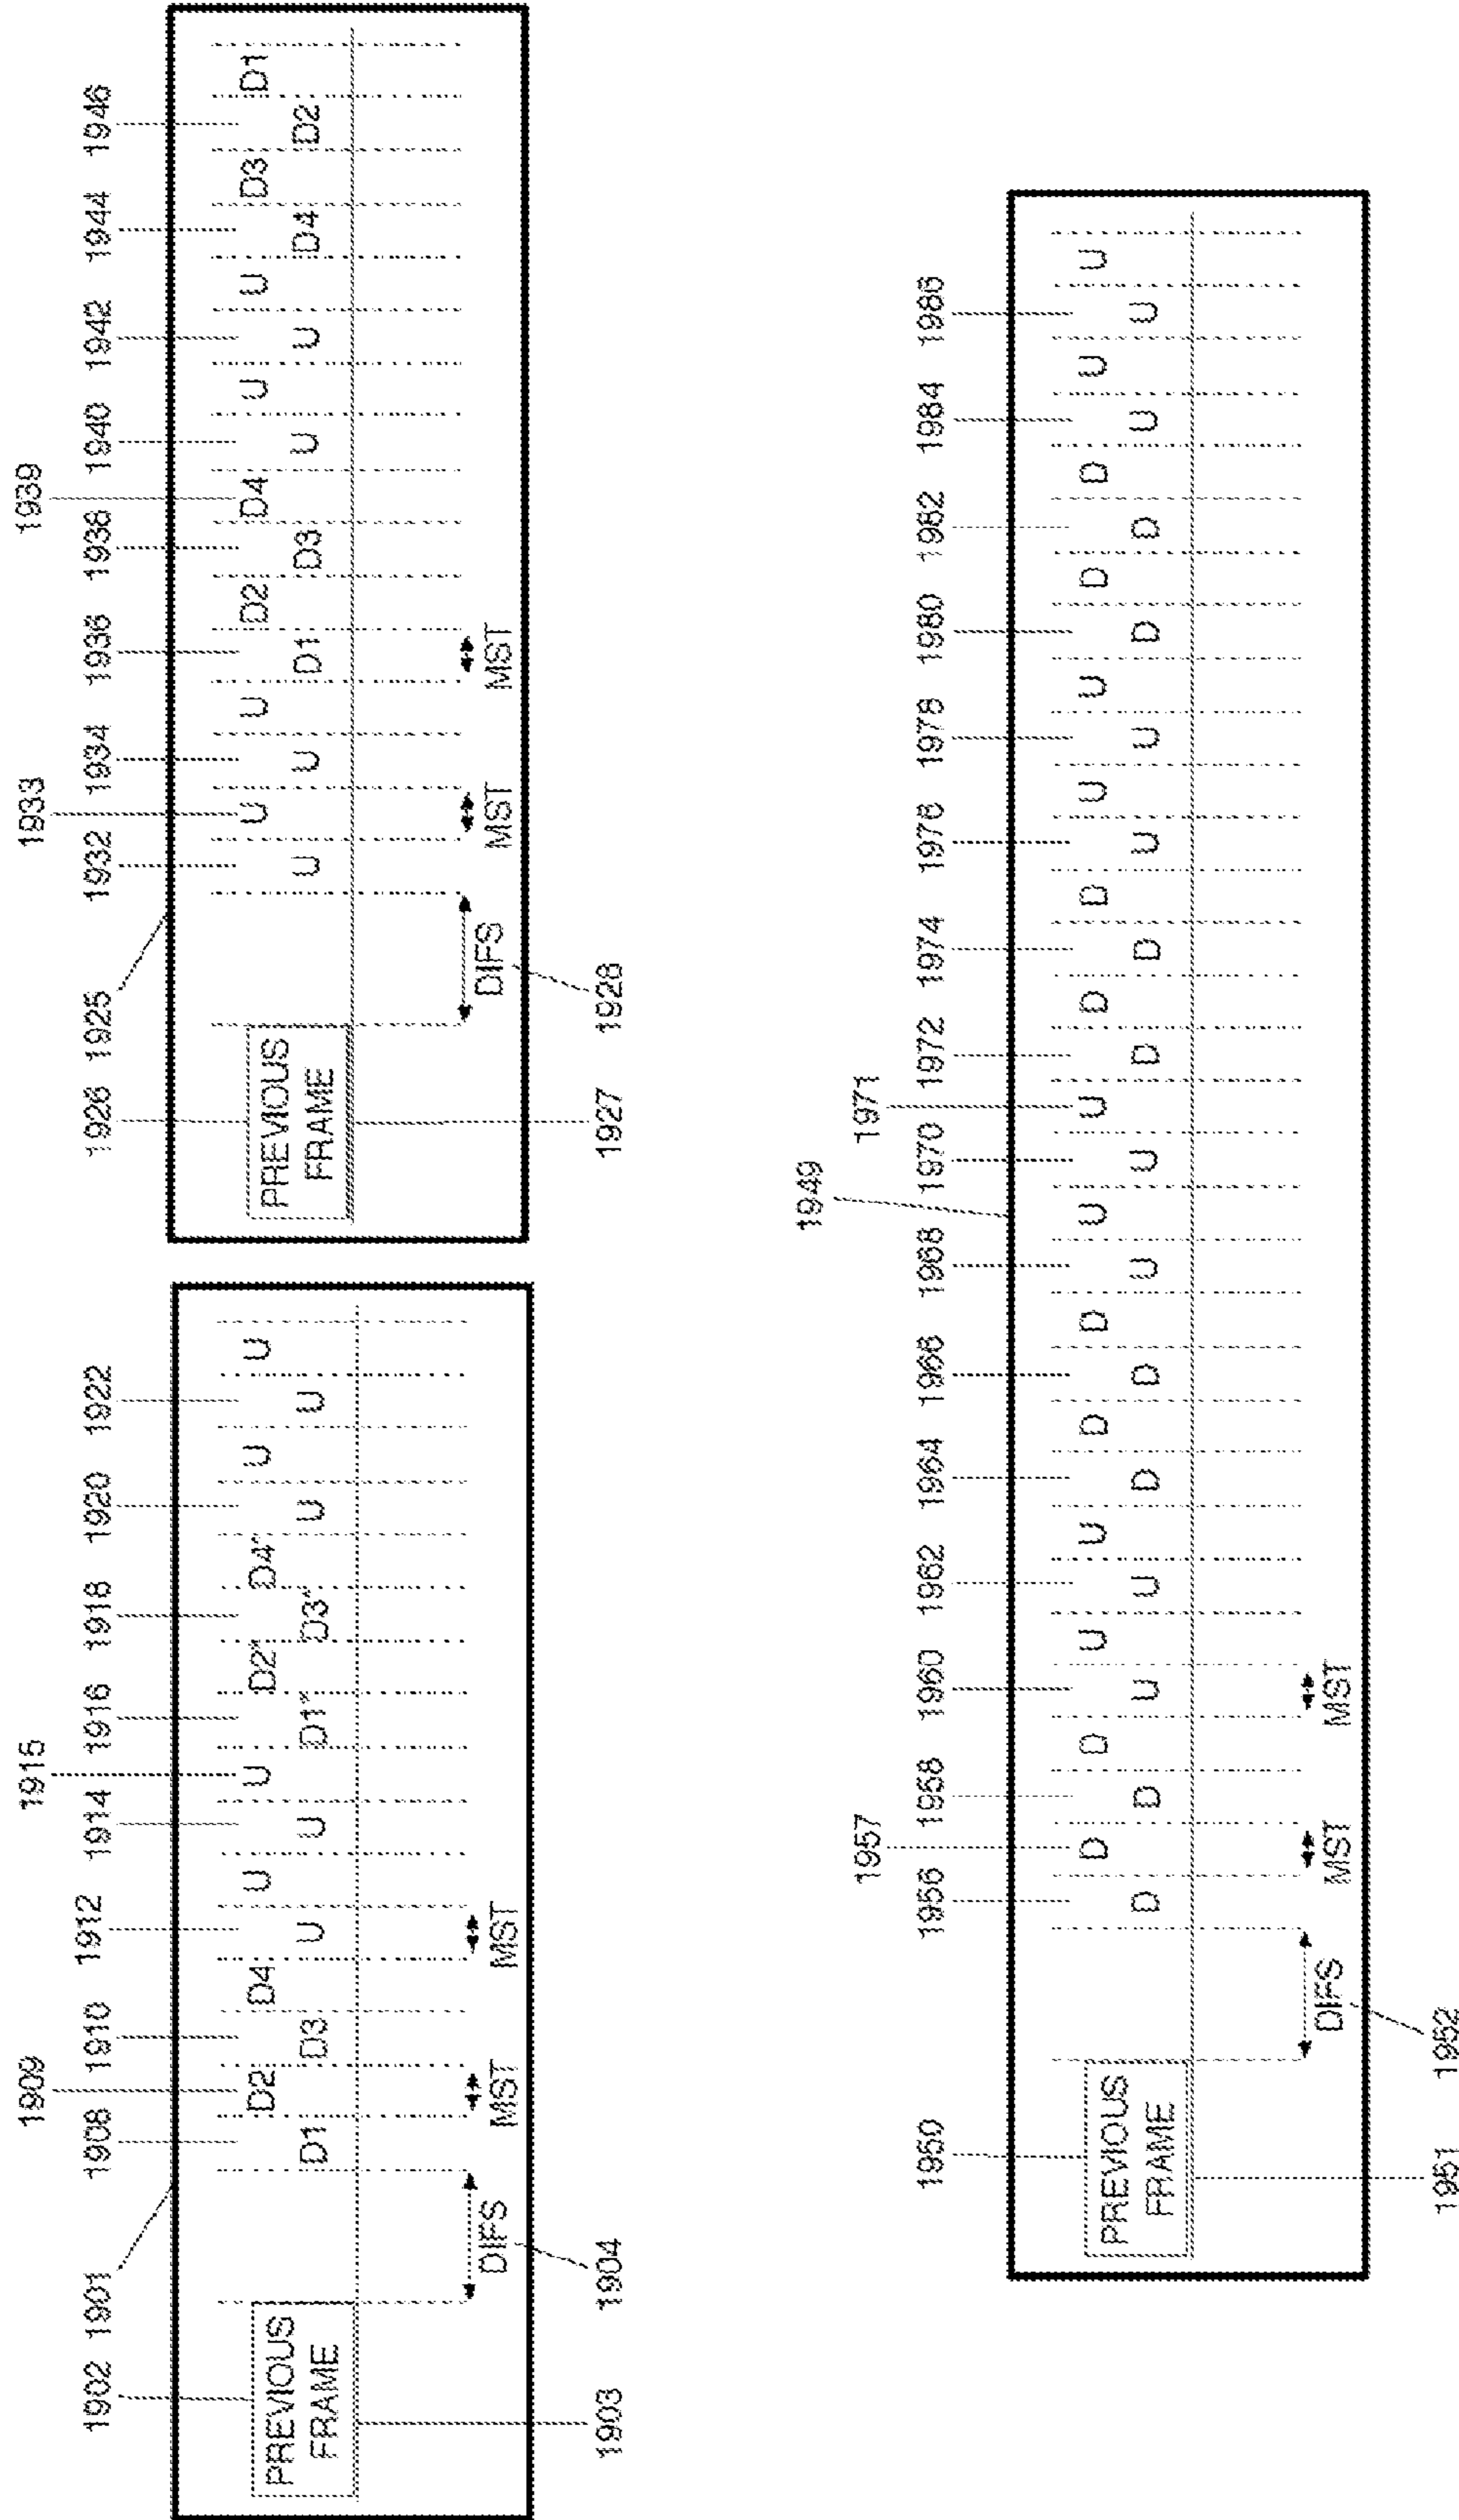 1909 1915
1902 1901 1908 1910 1912 1914 1916 1918 1920 1922
PREVIOUS
FRAME
D2 D4 U U D2* D4* U U
D1 D3 U U D1* D3* U U
DIFS MST MST
1903 1904
1933 1939
1926 1925 1932 1934 1936 1938 1940 1942 1944 1946
PREVIOUS
FRAME
U U D2 D4 U U D3 D1
U U D1 D3 U U D4 D2
DIFS MST MST
1927 1928
1949
1957 1971
1950 1956 1958 1960 1962 1964 1966 1968 1970 1972 1974 1976 1978 1980 1982 1984 1986
PREVIOUS
FRAME
D D U U D D U U D D U U D D U U
D D U U D D U U D D U U D D U U
DIFS MST MST
1951 1952